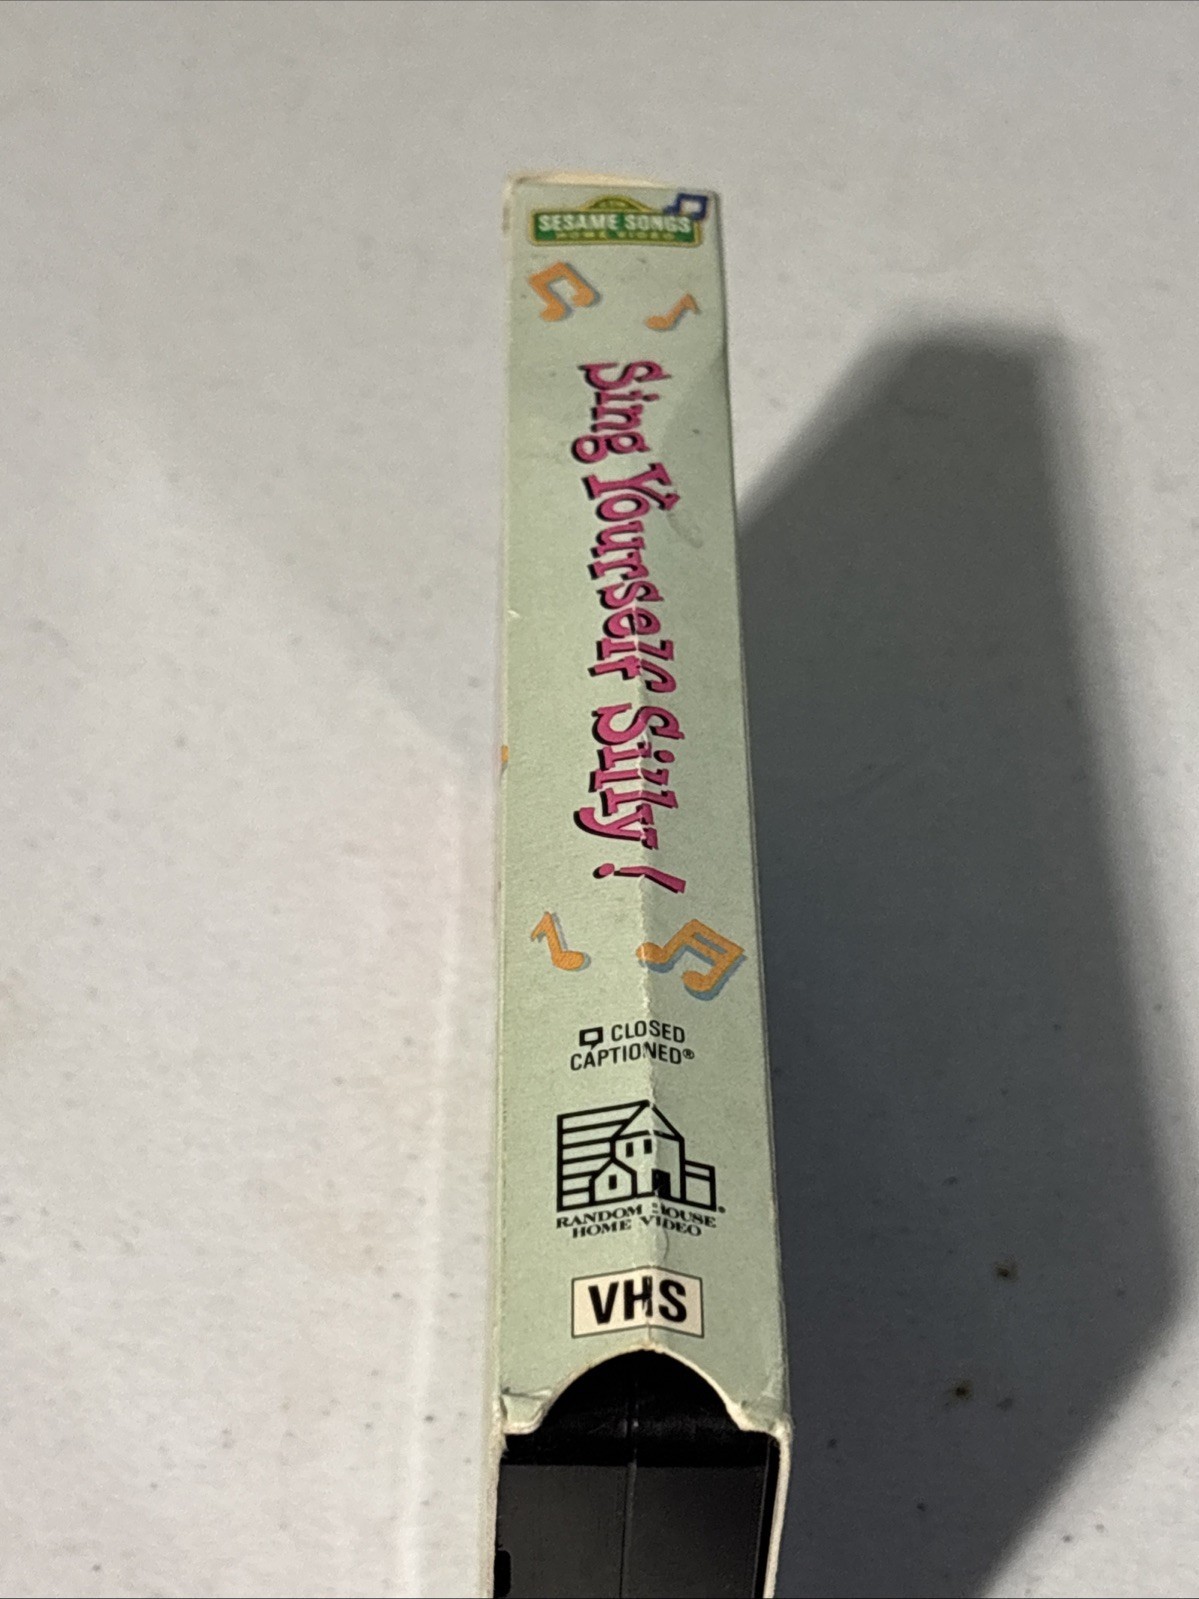 SESAME SONGS
HOME VIDEO
Sing Yourself Silly!
CLOSED
CAPTIONED®
RANDOM HOUSE
HOME VIDEO
VHS